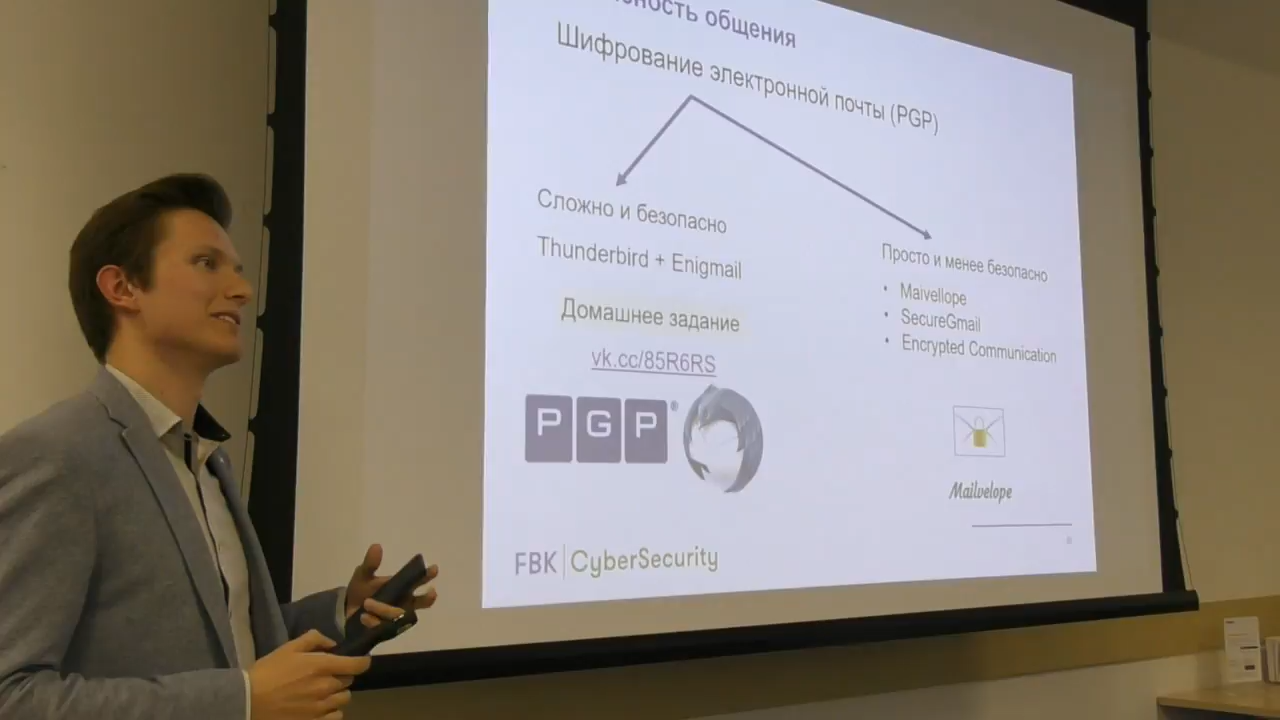 общения
Шифрование электронной почты (PGP)
Сложно и безопасно
Thunderbird + Enigmail
Домашнее задание
vk.cc/85R6RS
PGP®
Просто и менее безопасно
• Maivellope
• SecureGmail
• Encrypted Communication
Mailvelope
FBK CyberSecurity